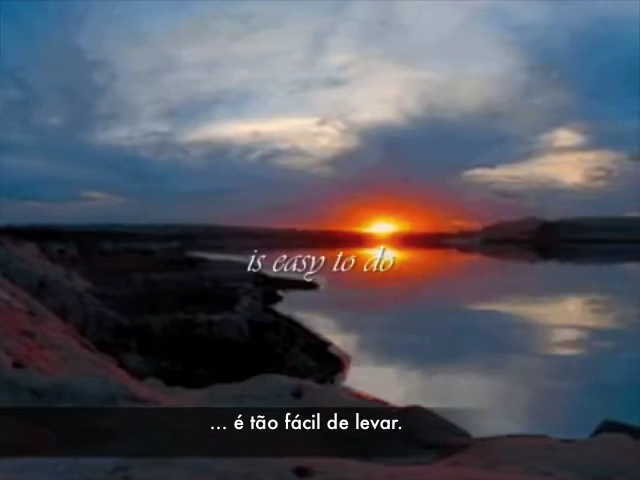 is easy to do
... é tão fácil de levar.